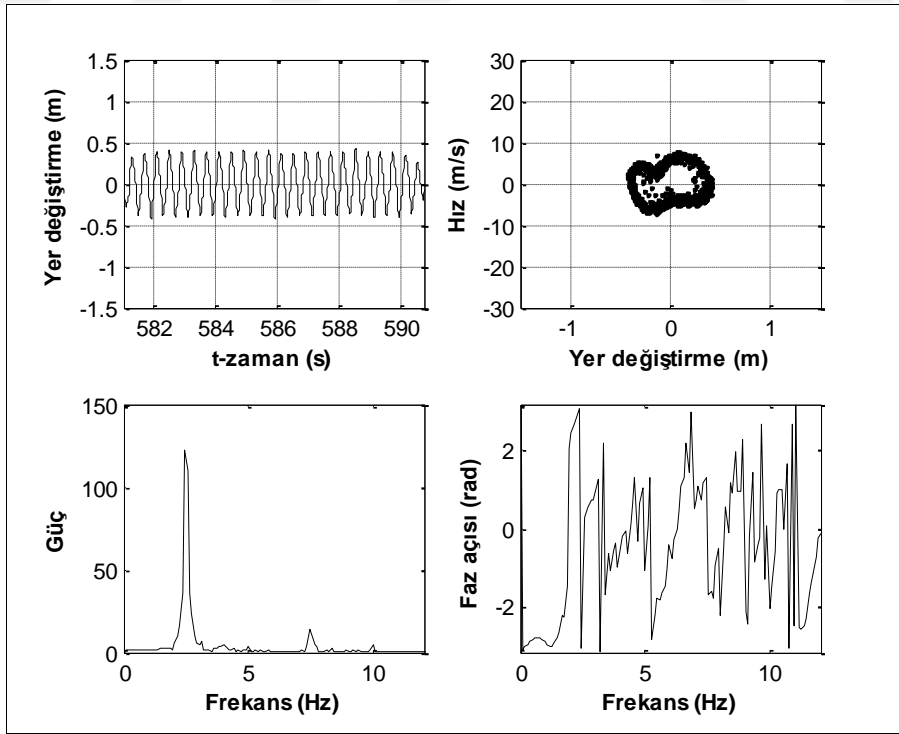 1.5
1
0.5
0
-0.5
-1
-1.5
Yer değiştirme (m)
582 584 586 588 590
t-zaman (s)
30
20
10
0
-10
-20
-30
Hız (m/s)
-1 0 1
Yer değiştirme (m)
150
100
50
0
Güç
0 5 10
Frekans (Hz)
2
0
-2
Faz açısı (rad)
0 5 10
Frekans (Hz)